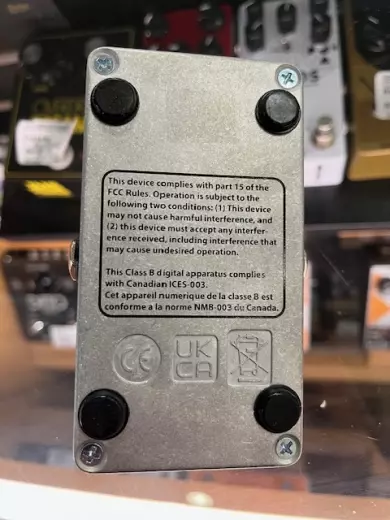 This device complies with part 15 of the
FCC Rules. Operation is subject to the
following two conditions: (1) This device
may not cause harmful interference, and
(2) this device must accept any interfer-
ence received, including interference that
may cause undesired operation.
This Class B digital apparatus complies
with Canadian ICES-003.
Cet appareil numerique de la classe B est
conforme a la norme NMB-003 du Canada.
CE
UK
CA